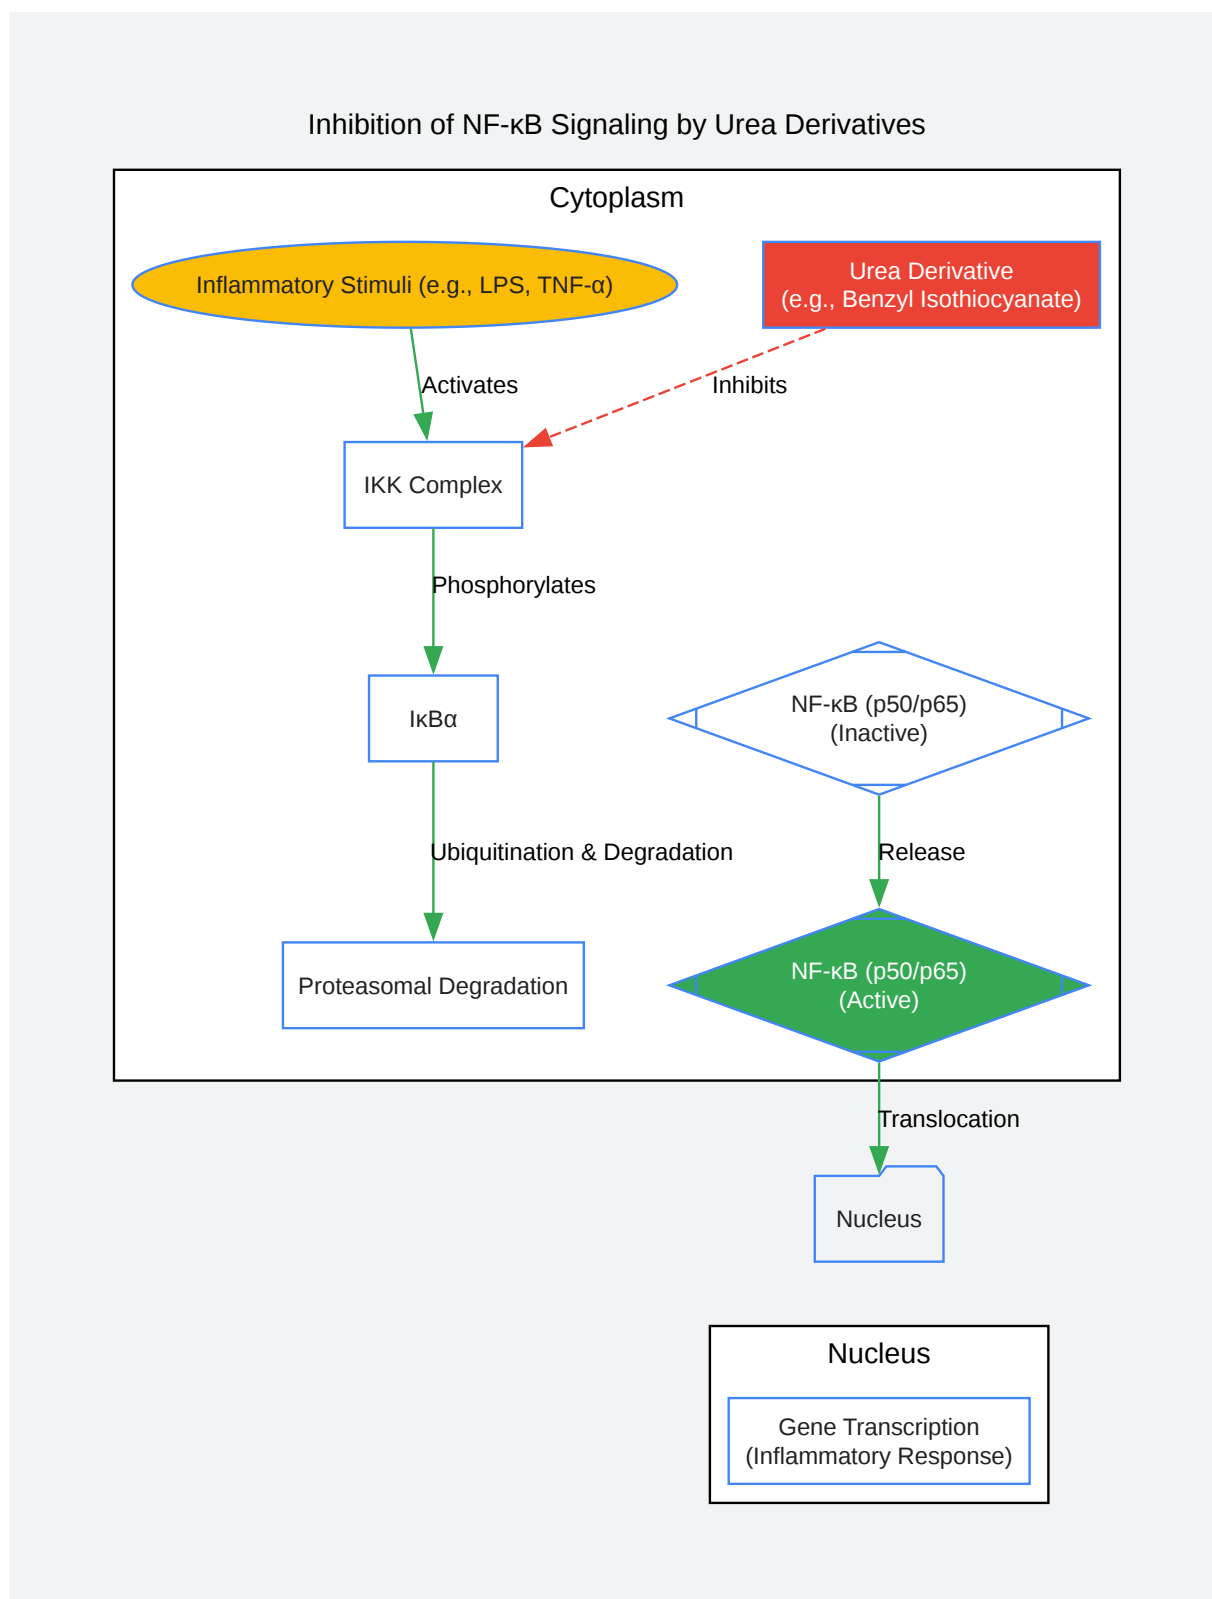 Inhibition of NF-κB Signaling by Urea Derivatives
Cytoplasm
Inflammatory Stimuli (e.g., LPS, TNF-α)
Urea Derivative
(e.g., Benzyl Isothiocyanate)
Activates
Inhibits
IKK Complex
Phosphorylates
IκBα
NF-κB (p50/p65)
(Inactive)
Ubiquitination & Degradation
Release
Proteasomal Degradation
NF-κB (p50/p65)
(Active)
Translocation
Nucleus
Nucleus
Gene Transcription
(Inflammatory Response)